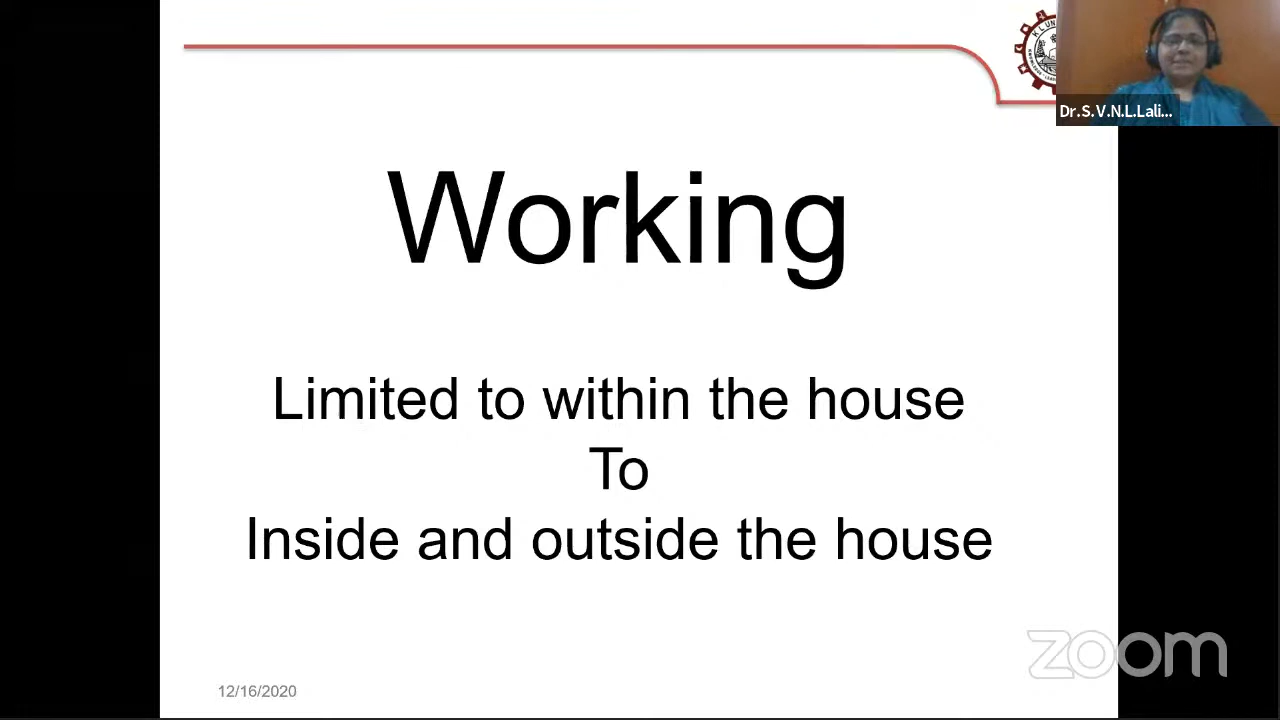 Dr.S.V.N.L.Lali...
Working
Limited to within the house
To
Inside and outside the house
zoom
12/16/2020